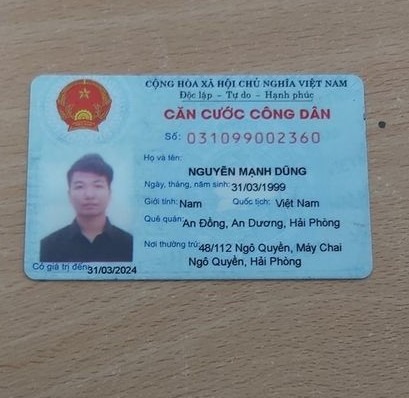 CỘNG HÒA XÃ HỘI CHỦ NGHĨA VIỆT NAM
Độc lập - Tự do - Hạnh phúc
CĂN CƯỚC CÔNG DÂN
Số: 031099002360
Họ và tên:
NGUYỄN MẠNH DŨNG
Ngày, tháng, năm sinh: 31/03/1999
Giới tính: Nam Quốc tịch: Việt Nam
Quê quán: An Đồng, An Dương, Hải Phòng
Nơi thường trú: 48/112 Ngô Quyền, Máy Chai
Ngô Quyền, Hải Phòng
Có giá trị đến: 31/03/2024